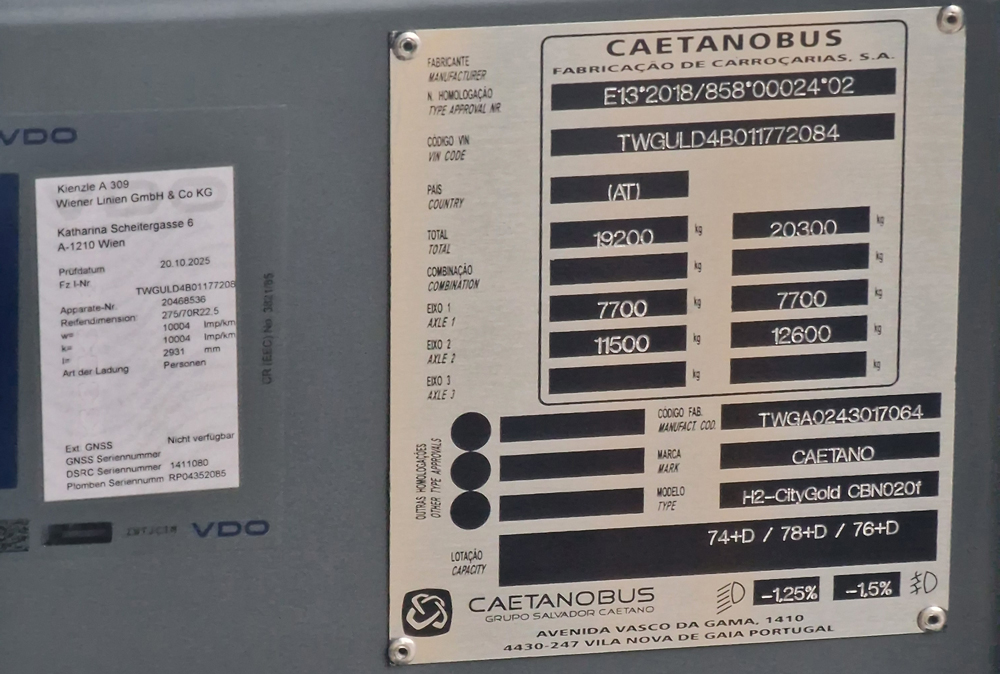 VDO
Kienzle A 309
Wiener Linien GmbH & Co KG
Katharina Scheitergasse 6
A-1210 Wien
Prüfdatum 20.10.2025
Fz I-Nr TWGULD4B01177208
Apparate-Nr. 20468536
Reifendimension: 275/70R22,5
w= 10004 Imp/km
k= 10004 Imp/km
l= 2931 mm
Art der Ladung Personen
Ext. GNSS Nicht verfügbar
GNSS Seriennummer
DSRC Seriennummer 1411080
Plomben Seriennumm RP04352085
VDO
CAETANOBUS
FABRICAÇÃO DE CARROÇARIAS, S.A.
FABRICANTE
MANUFACTURER
N. HOMOLOGAÇÃO
TYPE APPROVAL NR.
E13*2018/858*00024*02
CÓDIGO VIN
VIN CODE
TWGULD4B011772084
PAÍS
COUNTRY
(AT)
TOTAL
TOTAL
19200 kg 20300 kg
COMBINAÇÃO
COMBINATION
kg kg
EIXO 1
AXLE 1
7700 kg 7700 kg
EIXO 2
AXLE 2
11500 kg 12600 kg
EIXO 3
AXLE 3
kg kg
OUTRAS HOMOLOGAÇÕES
OTHER TYPE APPROVALS
CÓDIGO FAB.
MANUFACT. COD.
TWGA0243017064
MARCA
MARK
CAETANO
MODELO
TYPE
H2-CityGold CBN020f
LOTAÇÃO
CAPACITY
74+D / 78+D / 76+D
CAETANOBUS
GRUPO SALVADOR CAETANO
-1,25% -1,5%
AVENIDA VASCO DA GAMA, 1410
4430-247 VILA NOVA DE GAIA PORTUGAL